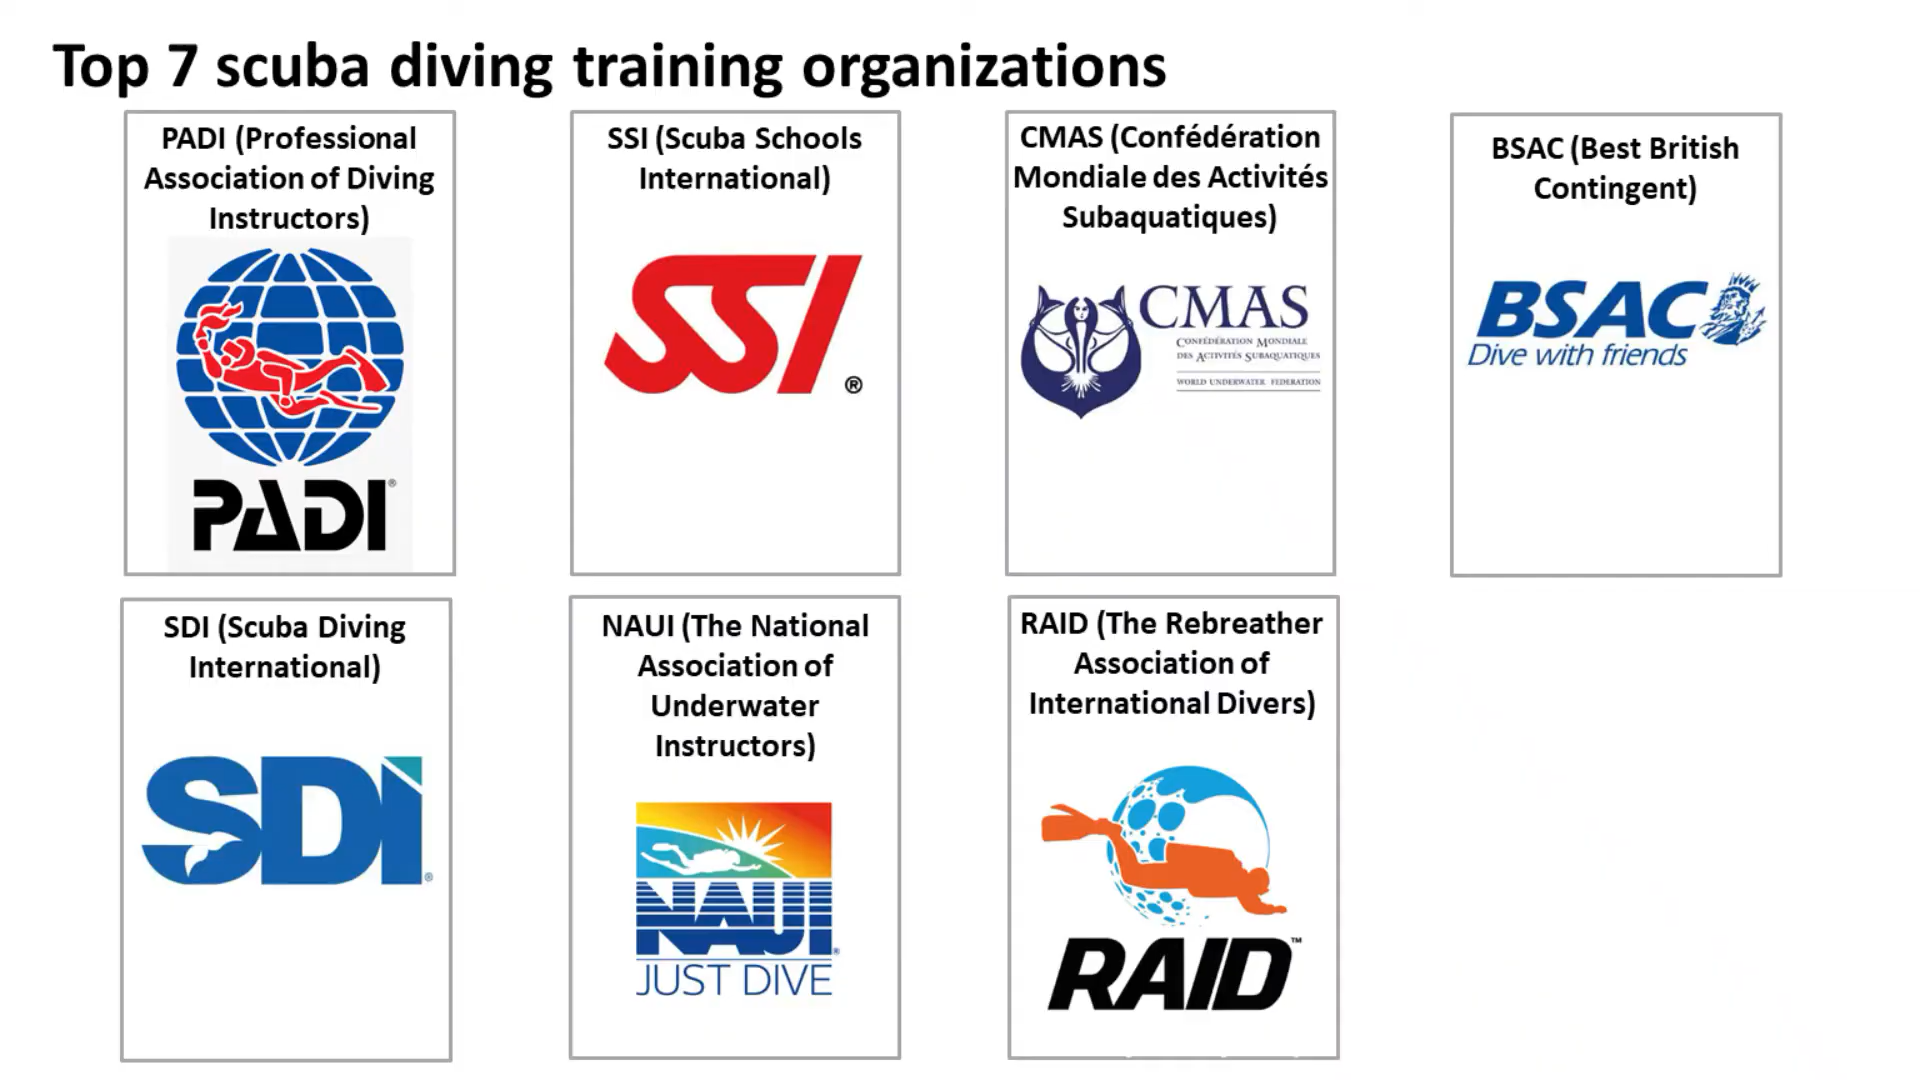 Top 7 scuba diving training organizations
PADI (Professional
Association of Diving
Instructors)
PADI®
SSI (Scuba Schools
International)
SSI ®
CMAS (Confédération
Mondiale des Activités
Subaquatiques)
CMAS
CONFÉDÉRATION MONDIALE
DES ACTIVITÉS SUBAQUATIQUES
WORLD UNDERWATER FEDERATION
BSAC (Best British
Contingent)
BSAC
Dive with friends
SDI (Scuba Diving
International)
SDI®
NAUI (The National
Association of
Underwater
Instructors)
NAUI®
JUST DIVE
RAID (The Rebreather
Association of
International Divers)
RAID™